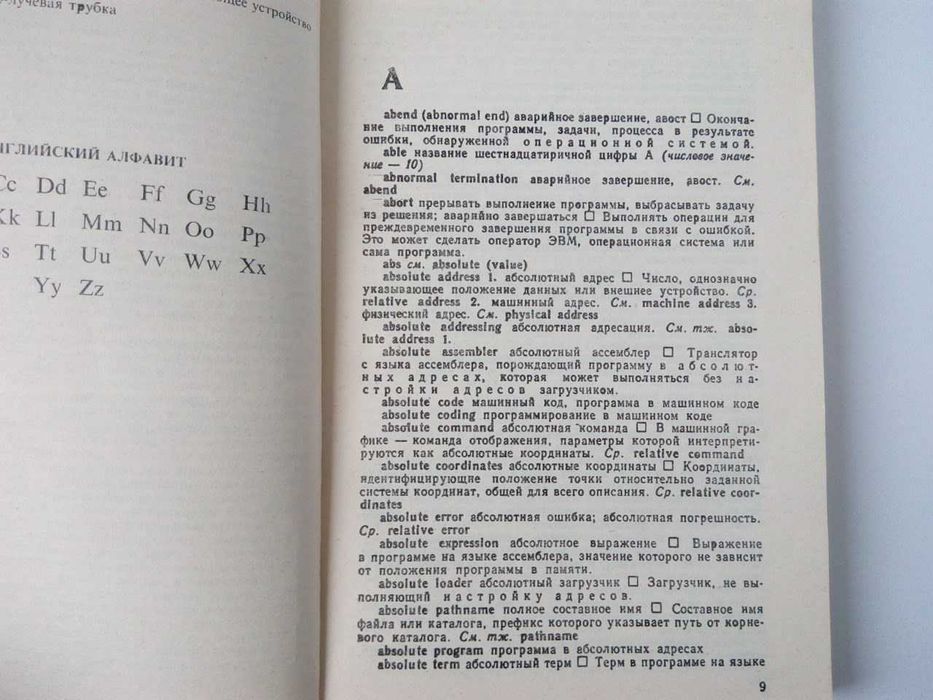 трубка
устройство
АНГЛИЙСКИЙ АЛФАВИТ
Cc Dd Ee Ff Gg Hh
Kk Ll Mm Nn Oo Pp
Tt Uu Vv Ww Xx
Yy Zz
A
abend (abnormal end) аварийное завершение, авост □ Оконча-
ние выполнения программы, задачи, процесса в результате
ошибки, обнаруженной операционной системой.
able название шестнадцатиричной цифры А (числовое значе-
ние — 10)
abnormal termination аварийное завершение, авост. См.
abend
abort прерывать выполнение программы, выбрасывать задачу
из решения; аварийно завершаться □ Выполнять операции для
преждевременного завершения программы в связи с ошибкой.
Это может сделать оператор ЭВМ, операционная система или
сама программа.
abs см. absolute (value)
absolute address 1. абсолютный адрес □ Число, однозначно
указывающее положение данных или внешнее устройство. Ср.
relative address 2. машинный адрес. См. machine address 3.
физический адрес. См. physical address
absolute addressing абсолютная адресация. См. тж. abso-
lute address 1.
absolute assembler абсолютный ассемблер □ Транслятор
с языка ассемблера, порождающий программу в абсолют-
ных адресах, которая может выполняться без на-
стройки адресов загрузчиком.
absolute code машинный код, программа в машинном коде
absolute coding программирование в машинном коде
absolute command абсолютная команда □ В машинной гра-
фике — команда отображения, параметры которой интерпрети-
руются как абсолютные координаты. Ср. relative command
absolute coordinates абсолютные координаты □ Координаты,
идентифицирующие положение точки относительно заданной
системы координат, общей для всего описания. Ср. relative coor-
dinates
absolute error абсолютная ошибка; абсолютная погрешность.
Ср. relative error
absolute expression абсолютное выражение □ Выражение
в программе на языке ассемблера, значение которого не зависит
от положения программы в памяти.
absolute loader абсолютный загрузчик □ Загрузчик, не вы-
полняющий настройку адресов.
absolute pathname полное составное имя □ Составное имя
файла или каталога, префикс которого указывает путь от корне-
вого каталога. См. тж. pathname
absolute program программа в абсолютных адресах
absolute term абсолютный терм □ Терм в программе на языке
9